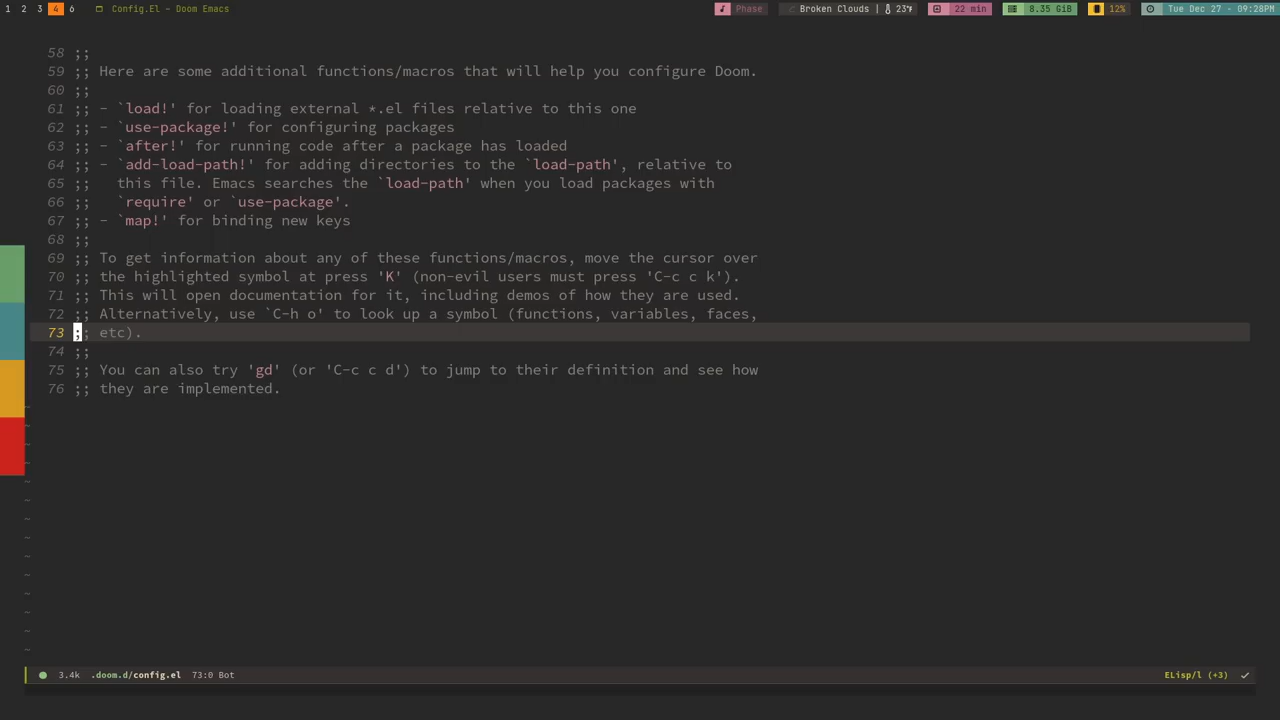 1 2 3 4 6 Config.El - Doom Emacs Phase Broken Clouds | 23°F 22 min 8.35 GiB 12% Tue Dec 27 - 09:28PM
58 ;;
59 ;; Here are some additional functions/macros that will help you configure Doom.
60 ;;
61 ;; - `load!' for loading external *.el files relative to this one
62 ;; - `use-package!' for configuring packages
63 ;; - `after!' for running code after a package has loaded
64 ;; - `add-load-path!' for adding directories to the `load-path', relative to
65 ;;   this file. Emacs searches the `load-path' when you load packages with
66 ;;   `require' or `use-package'.
67 ;; - `map!' for binding new keys
68 ;;
69 ;; To get information about any of these functions/macros, move the cursor over
70 ;; the highlighted symbol at press 'K' (non-evil users must press 'C-c c k').
71 ;; This will open documentation for it, including demos of how they are used.
72 ;; Alternatively, use `C-h o' to look up a symbol (functions, variables, faces,
73 ;; etc).
74 ;;
75 ;; You can also try 'gd' (or 'C-c c d') to jump to their definition and see how
76 ;; they are implemented.
~
~
~
~
~
~
~
~
~
~
~
~
~
~
3.4k .doom.d/config.el 73:0 Bot ELisp/l (+3)